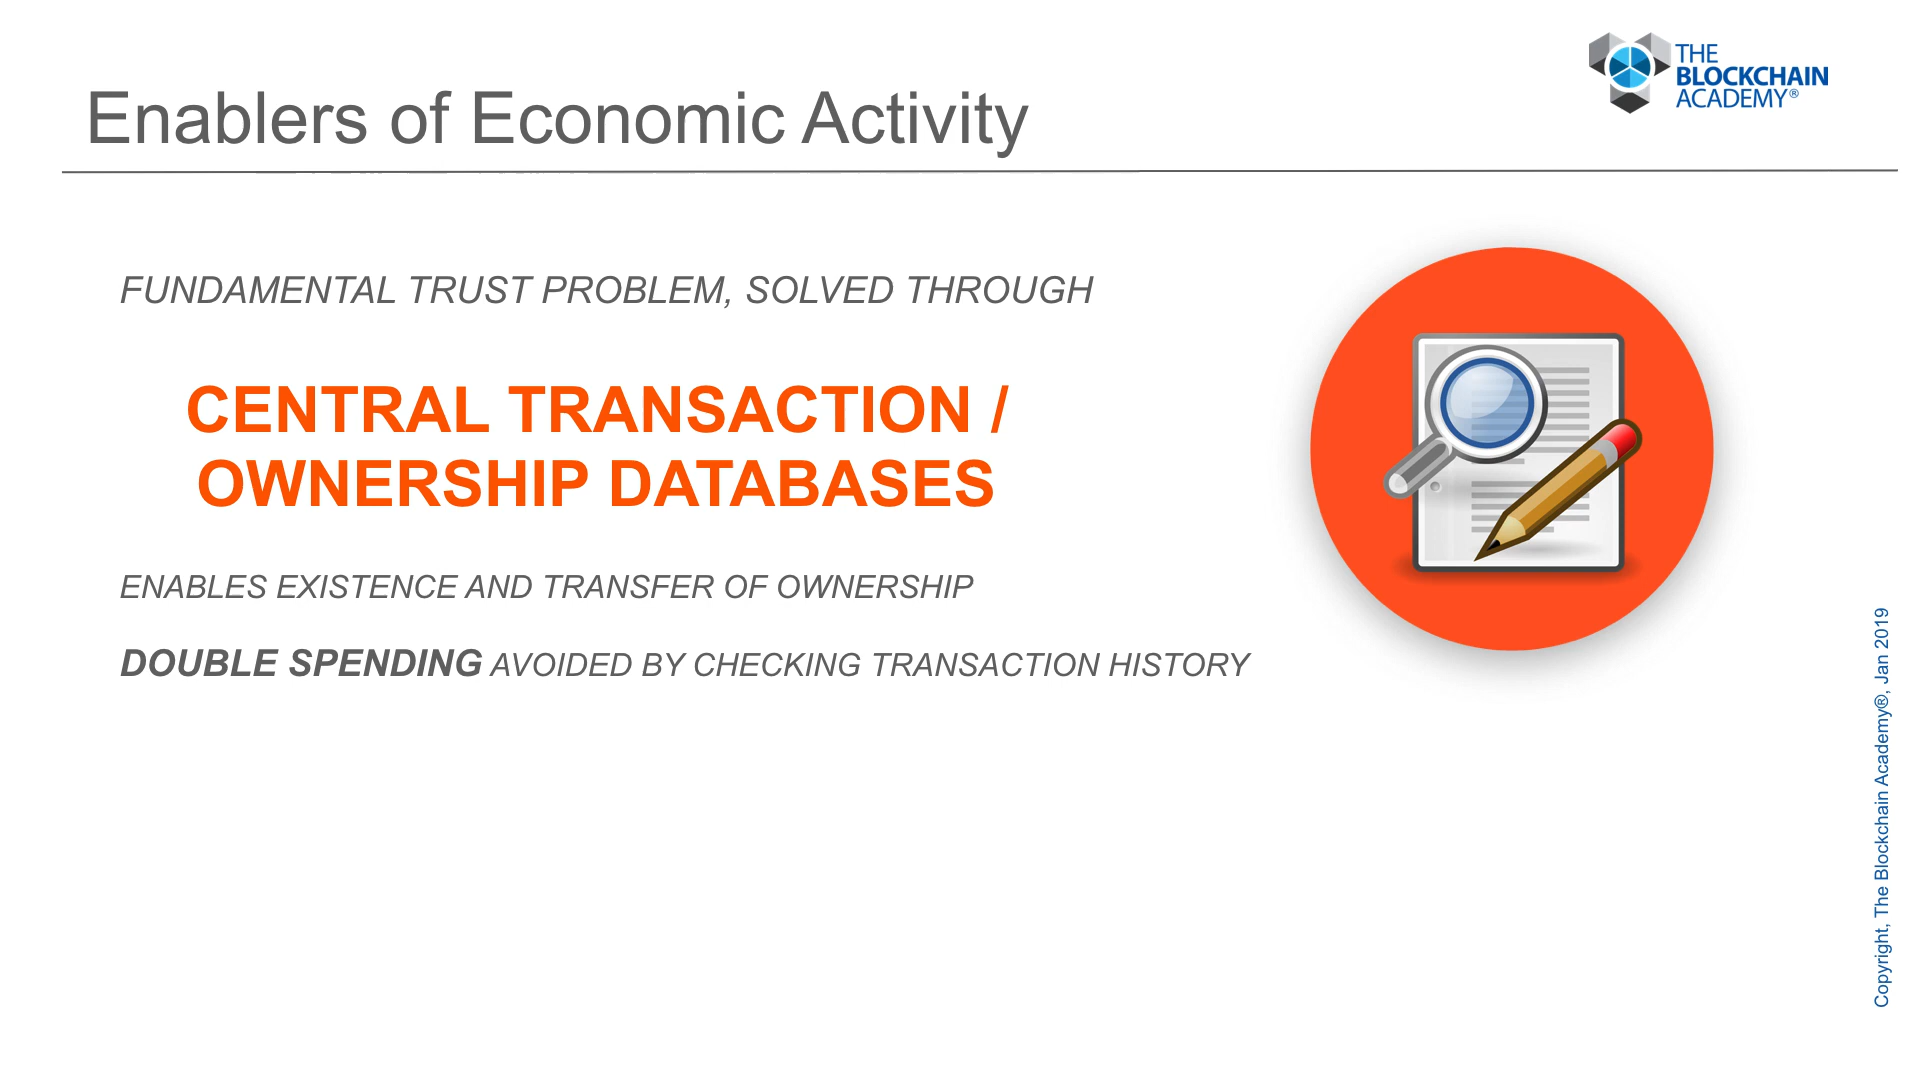 THE
BLOCKCHAIN
ACADEMY®
Enablers of Economic Activity
FUNDAMENTAL TRUST PROBLEM, SOLVED THROUGH
CENTRAL TRANSACTION /
OWNERSHIP DATABASES
ENABLES EXISTENCE AND TRANSFER OF OWNERSHIP
DOUBLE SPENDING AVOIDED BY CHECKING TRANSACTION HISTORY
Copyright, The Blockchain Academy®, Jan 2019